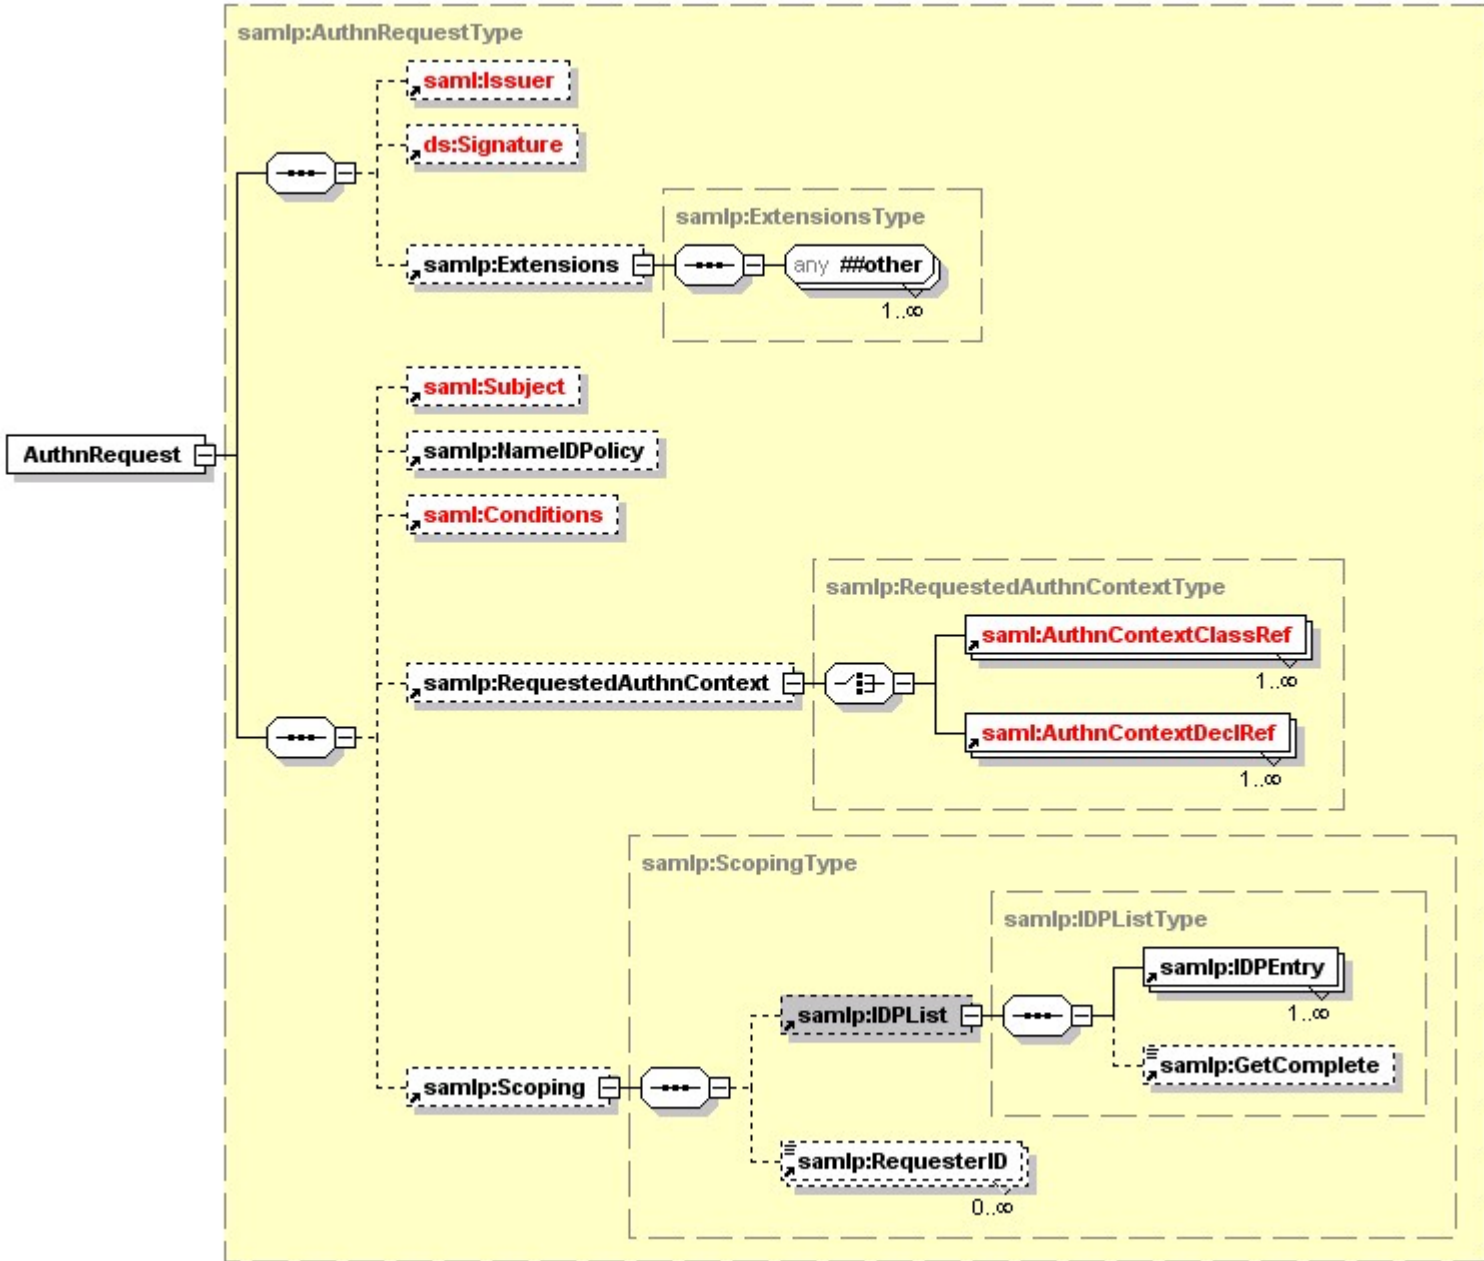 samlp:AuthnRequestType
saml:Issuer
ds:Signature
samlp:ExtensionsType
samlp:Extensions
any ##other
1..∞
saml:Subject
AuthnRequest
samlp:NameIDPolicy
saml:Conditions
samlp:RequestedAuthnContextType
saml:AuthnContextClassRef
1..∞
samlp:RequestedAuthnContext
saml:AuthnContextDeclRef
1..∞
samlp:ScopingType
samlp:IDPListType
samlp:IDPEntry
1..∞
samlp:IDPList
samlp:GetComplete
samlp:Scoping
samlp:RequesterID
0..∞